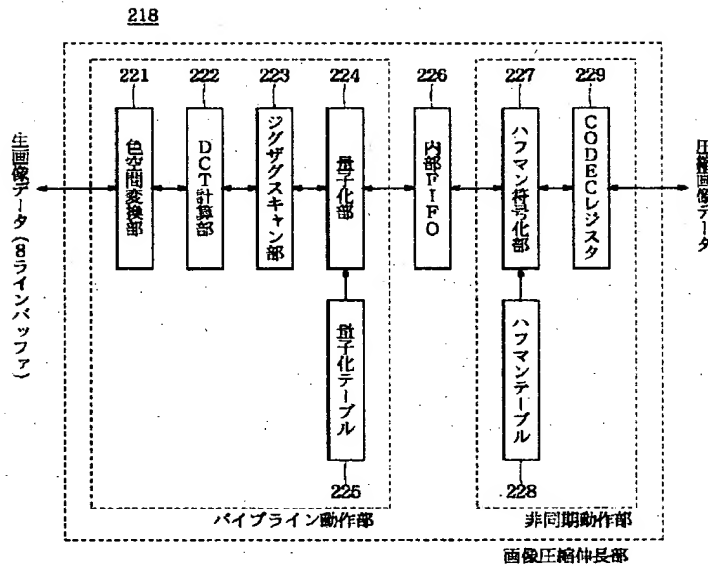 218
221
222
223
224
226
227
229
生画像データ(8ラインバッファ)
色空間変換部
DCT計算部
ジグザグスキャン部
量子化部
内部FIFO
ハフマン符号化部
CODECレジスタ
圧縮画像データ
量子化テーブル
ハフマンテーブル
225
228
パイプライン動作部
非同期動作部
画像圧縮伸長部